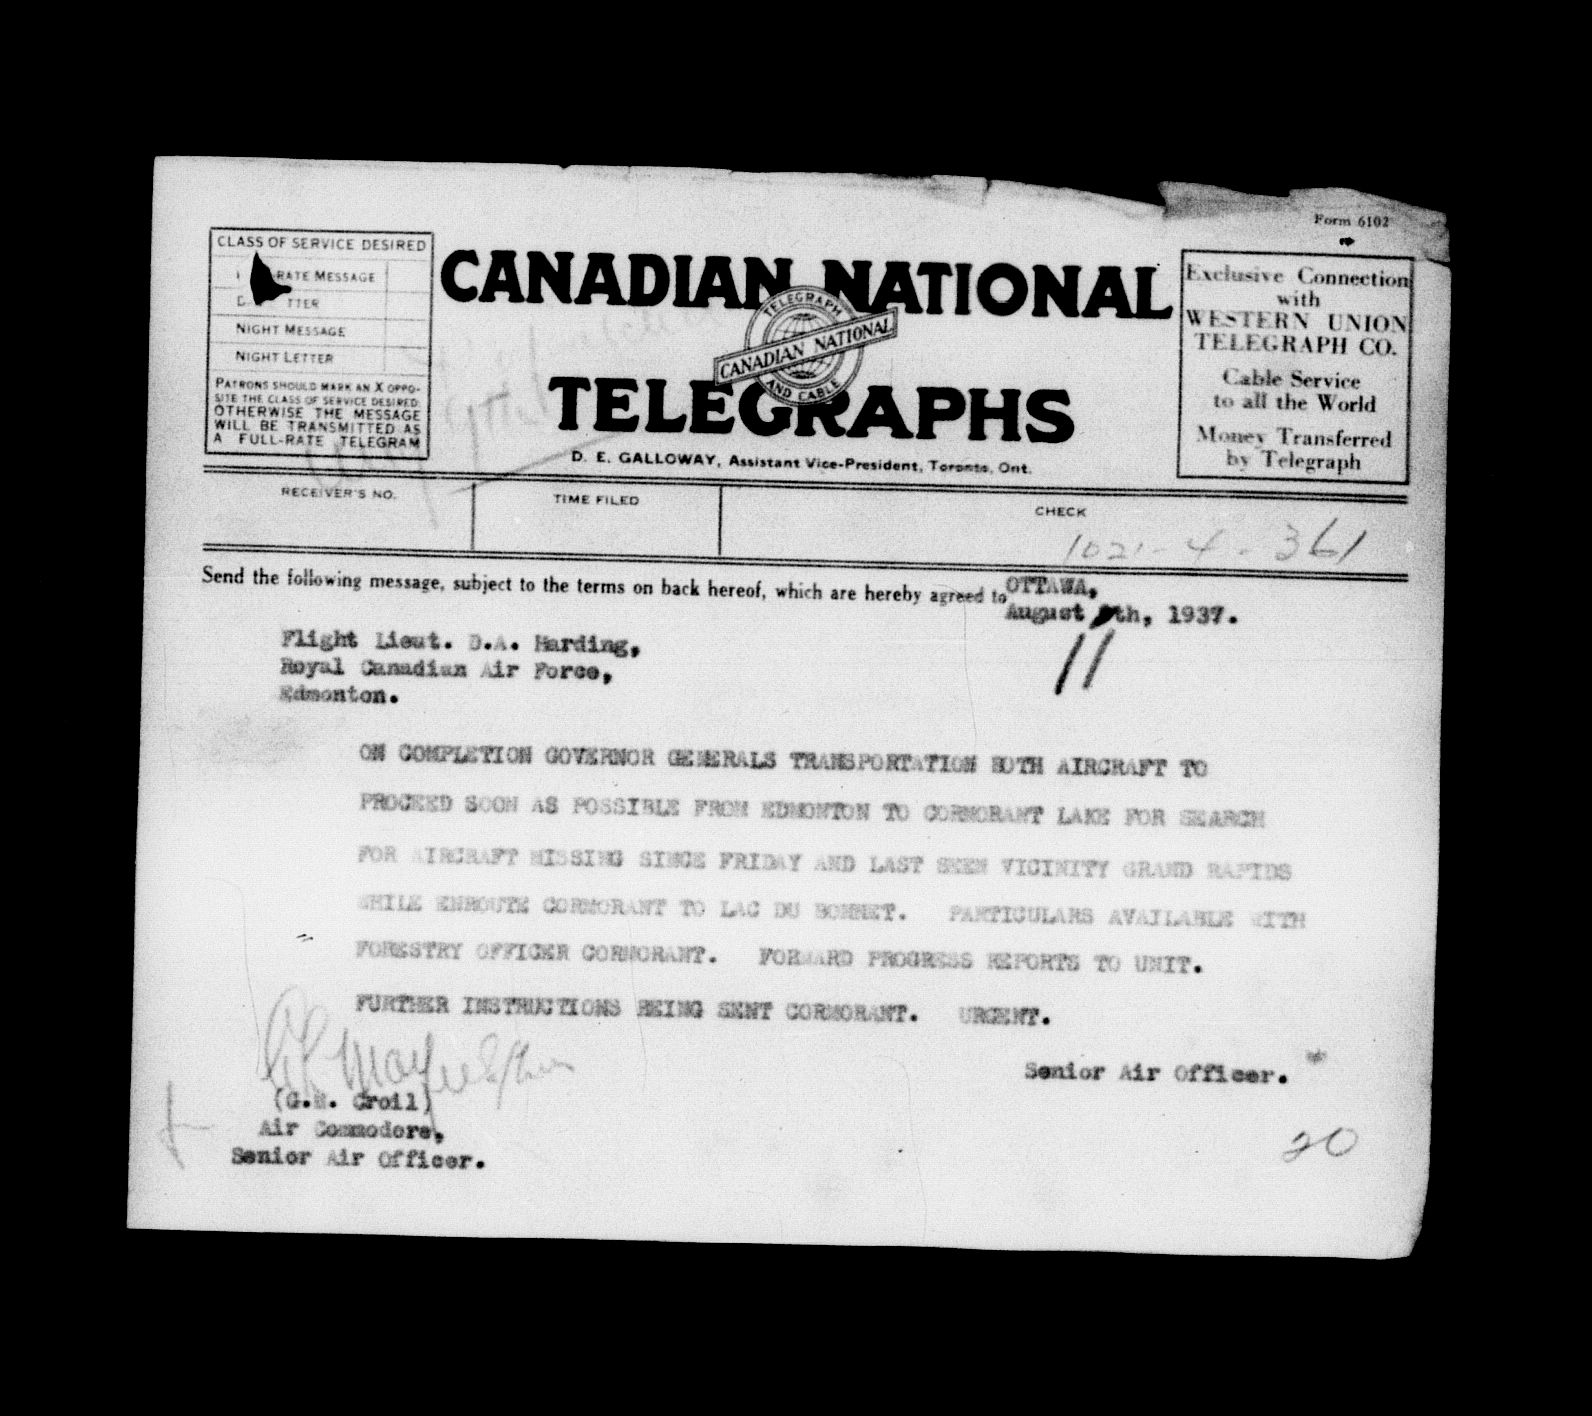 Form 6102
CLASS OF SERVICE DESIRED
RATE MESSAGE
NIGHT MESSAGE
NIGHT LETTER
PATRONS SHOULD MARK AN X OPPO-
SITE THE CLASS OF SERVICE DESIRED:
OTHERWISE THE MESSAGE
WILL BE TRANSMITTED AS
A FULL-RATE TELEGRAM
CANADIAN NATIONAL
TELEGRAPH
CANADIAN NATIONAL
AND CABLE
TELEGRAPHS
D. E. GALLOWAY, Assistant Vice-President, Toronto, Ont.
Exclusive Connection
with
WESTERN UNION
TELEGRAPH CO.
Cable Service
to all the World
Money Transferred
by Telegraph
RECEIVER'S NO.
TIME FILED
CHECK
1021-4-361
Send the following message, subject to the terms on back hereof, which are hereby agreed to
OTTAWA,
August th, 1937.
11
Flight Lieut. D.A. Harding,
Royal Canadian Air Force,
Edmonton.
ON COMPLETION GOVERNOR GENERALS TRANSPORTATION BOTH AIRCRAFT TO
PROCEED SOON AS POSSIBLE FROM EDMONTON TO CORMORANT LAKE FOR SEARCH
FOR AIRCRAFT MISSING SINCE FRIDAY AND LAST SEEN VICINITY GRAND RAPIDS
WHILE ENROUTE CORMORANT TO LAC DU BONNET. PARTICULARS AVAILABLE WITH
FORESTRY OFFICER CORMORANT. FORWARD PROGRESS REPORTS TO UNIT.
FURTHER INSTRUCTIONS BEING SENT CORMORANT. URGENT.
Senior Air Officer.
(G.M. Croil)
Air Commodore,
Senior Air Officer.
20